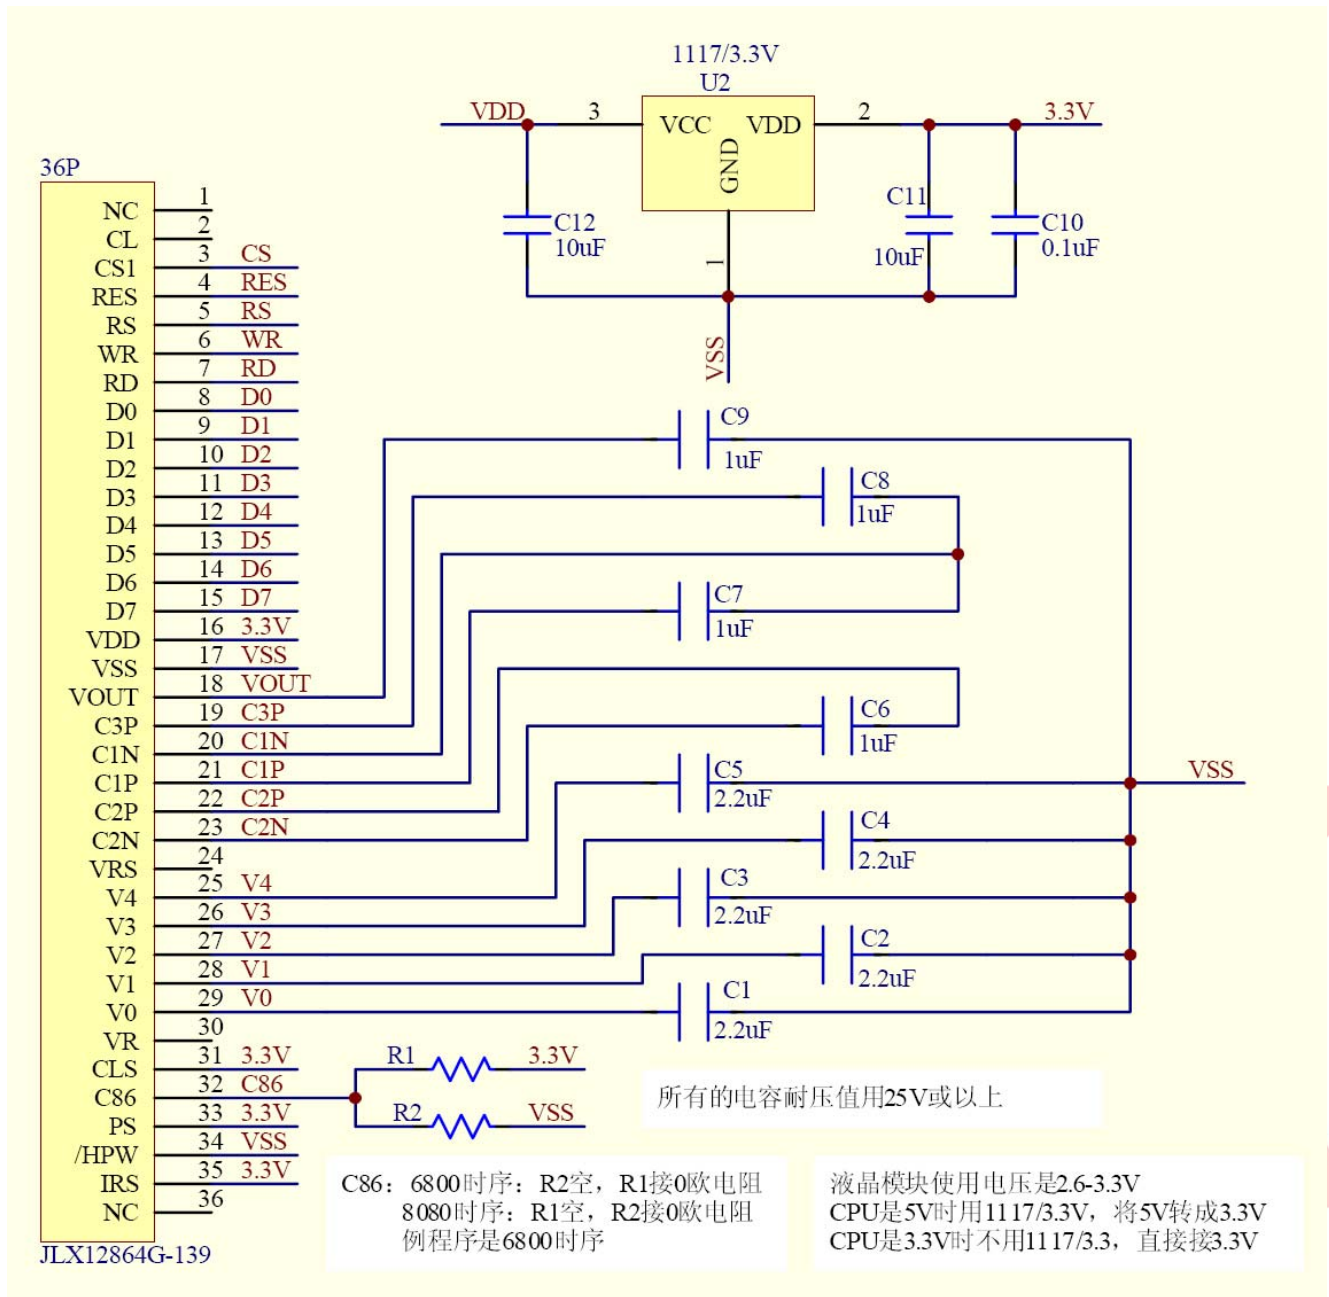 1117/3.3V
U2
VDD 3 VCC VDD 2 3.3V
GND
C12
10uF
C11
10uF
C10
0.1uF
1
VSS
36P
NC 1
CL 2
CS1 3 CS
RES 4 RES
RS 5 RS
WR 6 WR
RD 7 RD
D0 8 D0
D1 9 D1
D2 10 D2
D3 11 D3
D4 12 D4
D5 13 D5
D6 14 D6
D7 15 D7
VDD 16 3.3V
VSS 17 VSS
VOUT 18 VOUT
C3P 19 C3P
C1N 20 C1N
C1P 21 C1P
C2P 22 C2P
C2N 23 C2N
VRS 24
V4 25 V4
V3 26 V3
V2 27 V2
V1 28 V1
V0 29 V0
VR 30
CLS 31 3.3V
C86 32 C86
PS 33 3.3V
/HPW 34 VSS
IRS 35 3.3V
NC 36
JLX12864G-139
C9
1uF
C8
1uF
C7
1uF
C6
1uF
C5
2.2uF
VSS
C4
2.2uF
C3
2.2uF
C2
2.2uF
C1
2.2uF
R1 3.3V
R2 VSS
所有的电容耐压值用25V或以上
C86：6800时序：R2空，R1接0欧电阻
8080时序：R1空，R2接0欧电阻
例程序是6800时序
液晶模块使用电压是2.6-3.3V
CPU是5V时用1117/3.3V，将5V转成3.3V
CPU是3.3V时不用1117/3.3，直接接3.3V